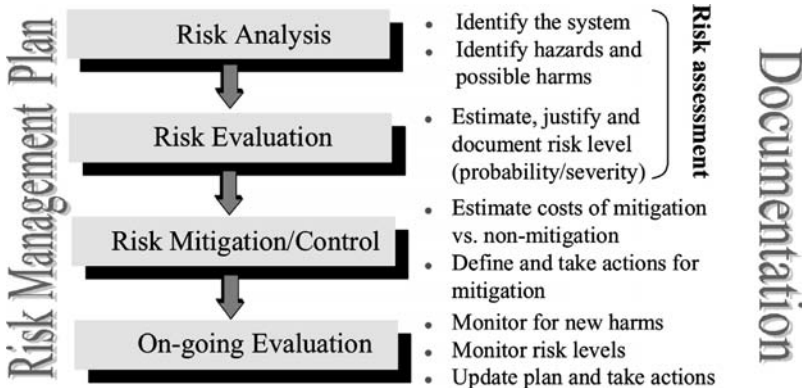 Risk Management Plan
Risk Analysis
• Identify the system
• Identify hazards and
possible harms
Risk Evaluation
• Estimate, justify and
document risk level
(probability/severity)
Risk assessment
Risk Mitigation/Control
• Estimate costs of mitigation
vs. non-mitigation
• Define and take actions for
mitigation
On-going Evaluation
• Monitor for new harms
• Monitor risk levels
• Update plan and take actions
Documentation